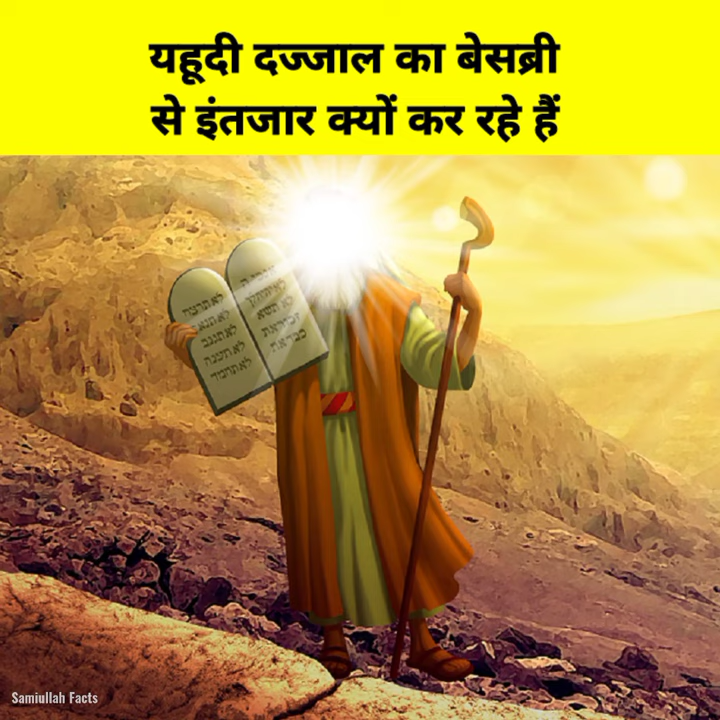 यहूदी दज्जाल का बेसब्री
से इंतजार क्यों कर रहे हैं
Samiullah Facts